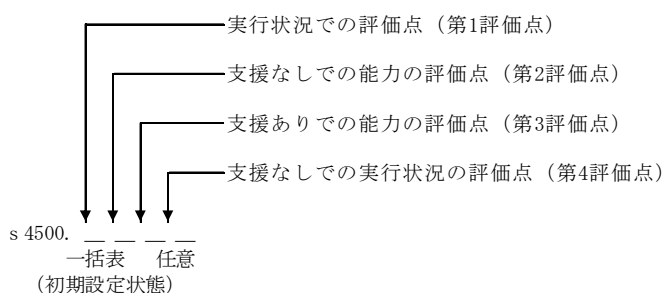 実行状況での評価点（第1評価点）
支援なしでの能力の評価点（第2評価点）
支援ありでの能力の評価点（第3評価点）
支援なしでの実行状況の評価点（第4評価点）
s 4500. _ _ _ _
一括表 任意
（初期設定状態）